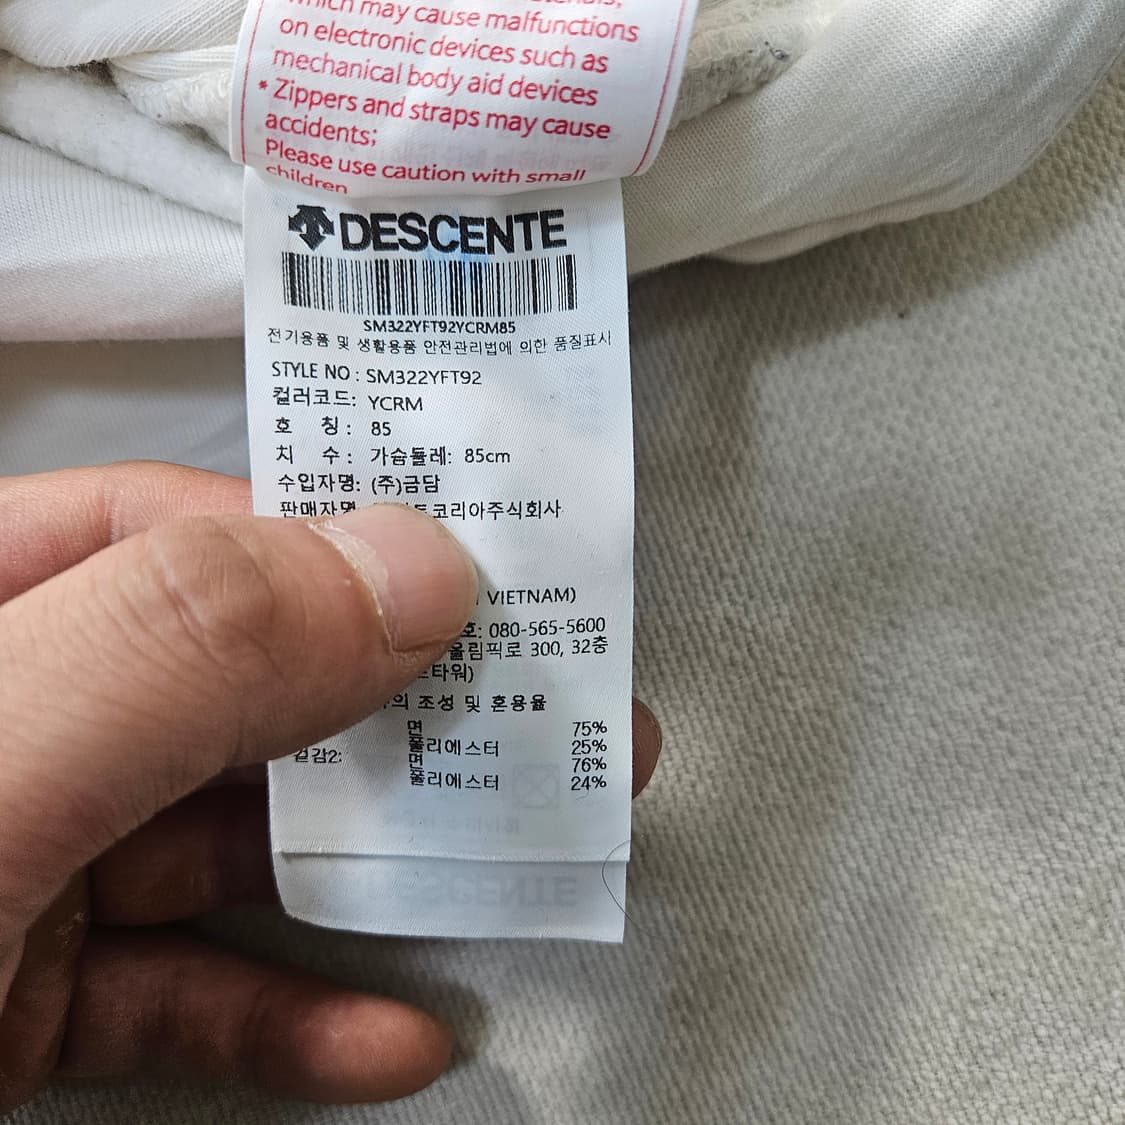 which may cause malfunctions
on electronic devices such as
mechanical body aid devices
* Zippers and straps may cause
accidents;
Please use caution with small
children
DESCENTE
SM322YFT92YCRM85
전기용품 및 생활용품 안전관리법에 의한 품질표시
STYLE NO : SM322YFT92
컬러코드: YCRM
호 칭 : 85
치 수 : 가슴둘레: 85cm
수입자명: (주)금담
판매자명 코리아주식회사
VIETNAM)
호: 080-565-5600
올림픽로 300, 32층
타워)
의 조성 및 혼용율
면 75%
폴리에스터 25%
겉감2: 면 76%
폴리에스터 24%